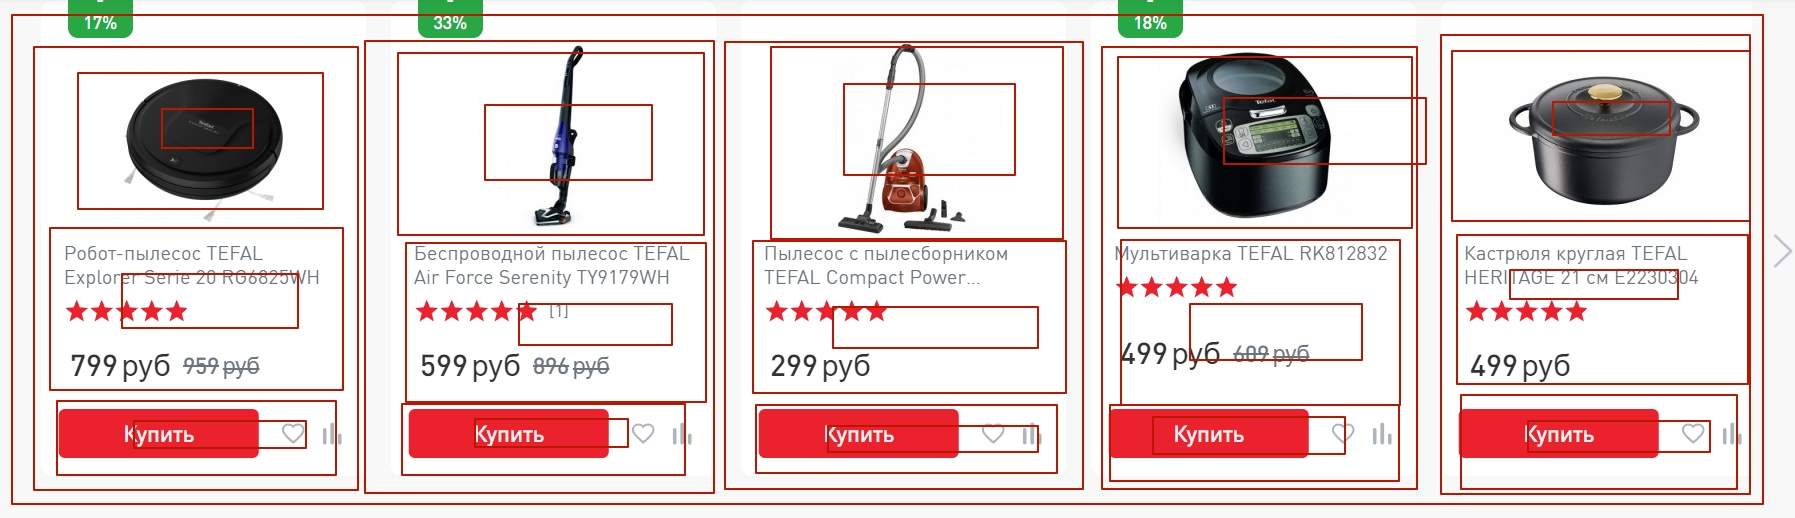 17%
33%
18%
Tefal
Tefal
Робот-пылесос TEFAL
Explorer Serie 20 RG6825WH
799 руб 959 руб
Купить
Беспроводной пылесос TEFAL
Air Force Serenity TY9179WH
[1]
599 руб 896 руб
Купить
Пылесос с пылесборником
TEFAL Compact Power...
299 руб
Купить
Мультиварка TEFAL RK812832
499 руб 609 руб
Купить
Кастрюля круглая TEFAL
HERITAGE 21 см E2230304
499 руб
Купить